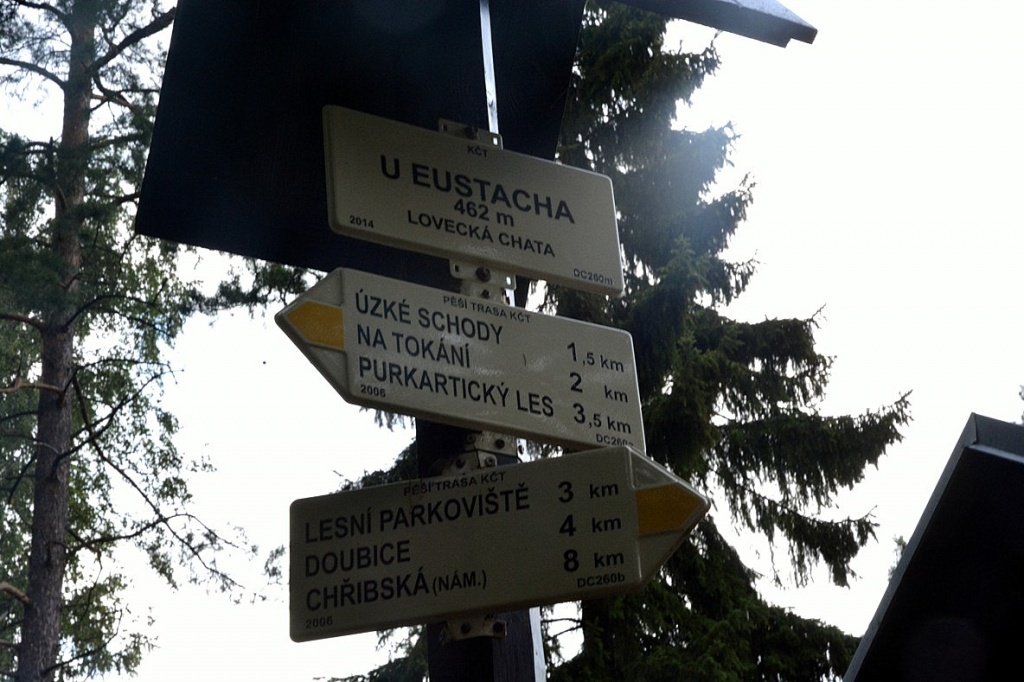 KČT
U EUSTACHA
462 m
2014 LOVECKÁ CHATA
DC260m
PĚŠÍ TRASA KČT
ÚZKÉ SCHODY 1,5 km
NA TOKÁNÍ 2 km
PURKARTICKÝ LES 3,5 km
2006
PĚŠÍ TRASA KČT
LESNÍ PARKOVIŠTĚ 3 km
DOUBICE 4 km
CHŘIBSKÁ (NÁM.) 8 km
2006 DC260b